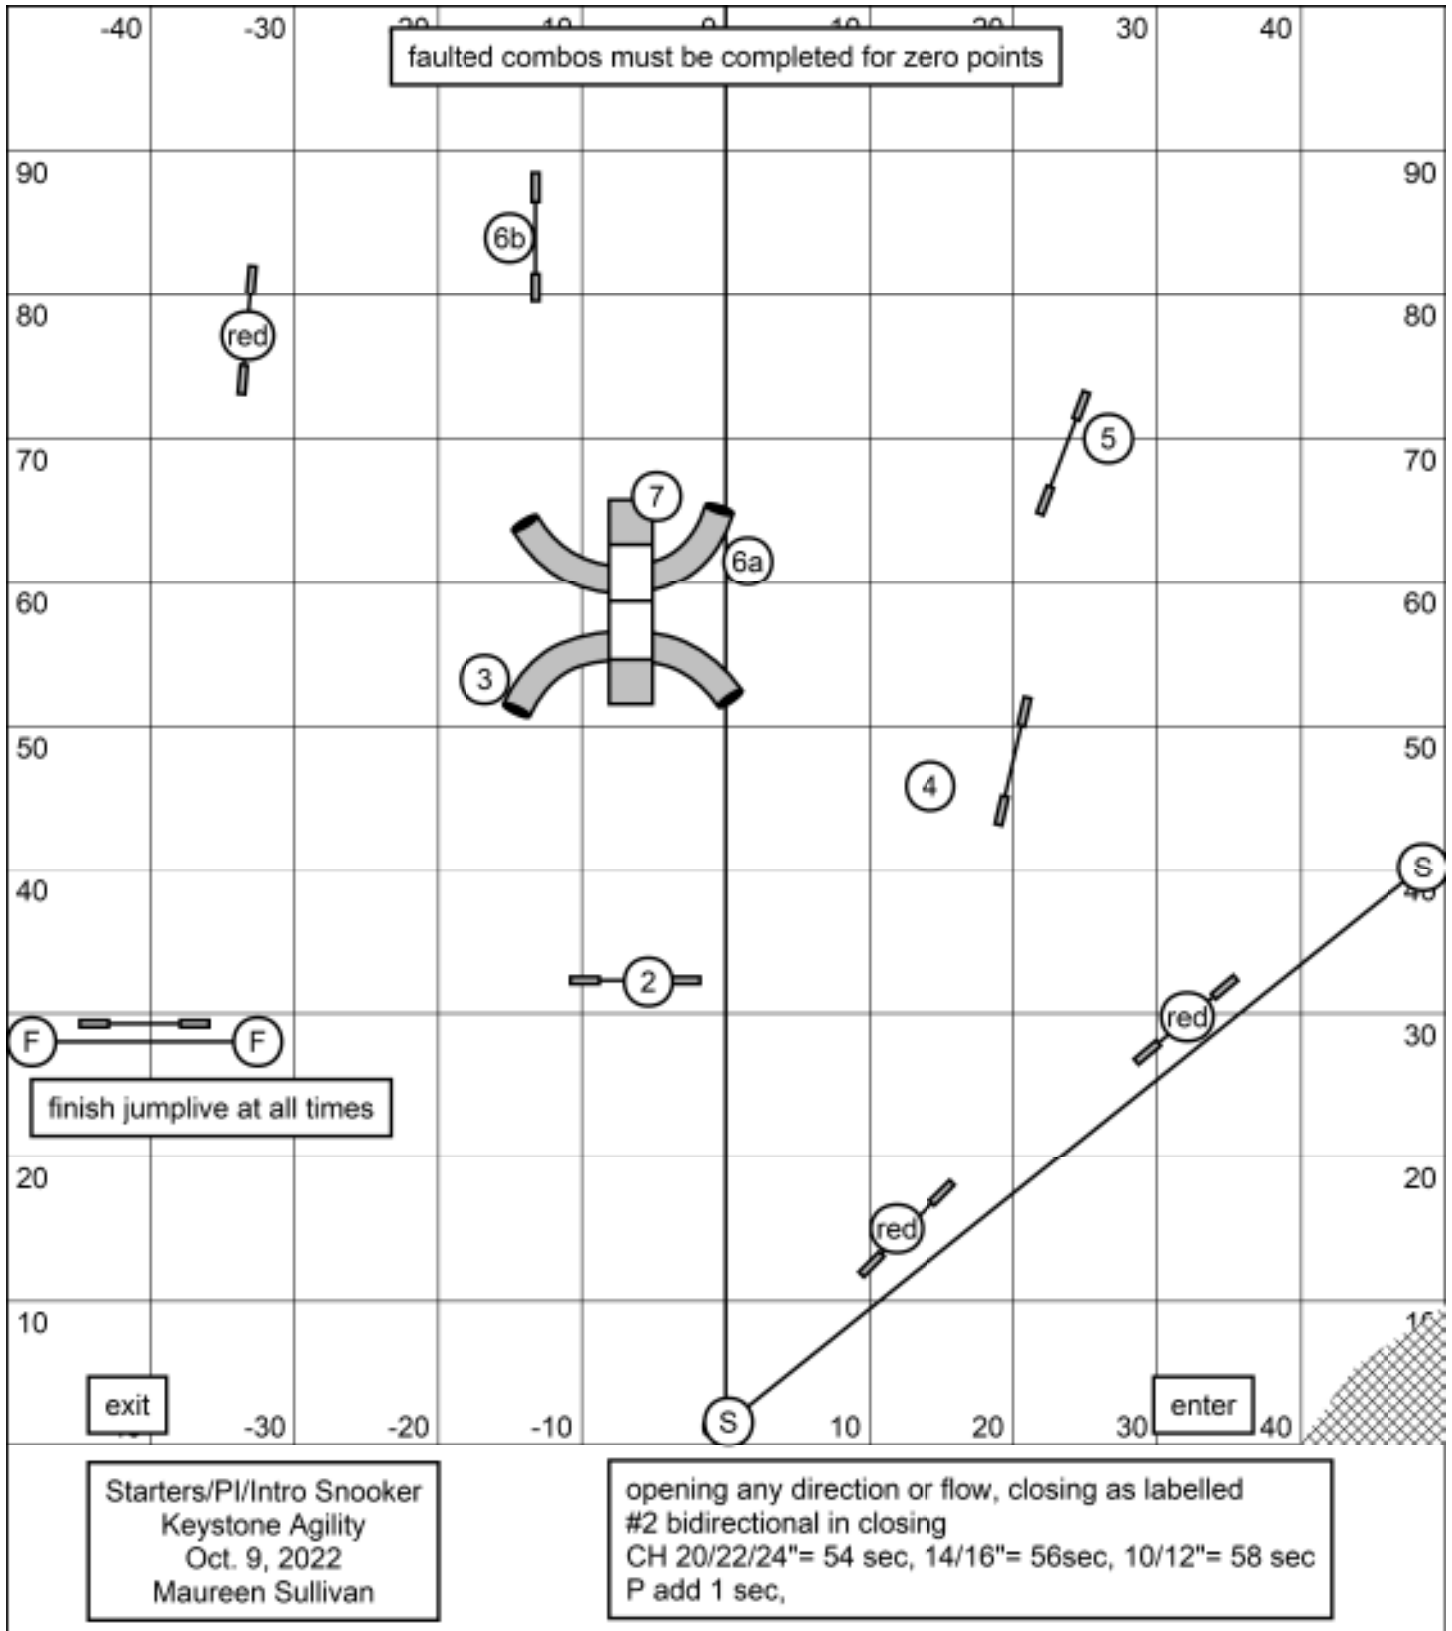 -40 -30 10 20 30 40
faulted combos must be completed for zero points
90 90
6b
80 80
red
5
70 70
7
6a
60 60
3
50 50
4
S
40
2
red
30
F F
finish jumplive at all times
20 20
red
10
exit enter
-30 -20 -10 S 10 20 30 40
Starters/PI/Intro Snooker
Keystone Agility
Oct. 9, 2022
Maureen Sullivan
opening any direction or flow, closing as labelled
#2 bidirectional in closing
CH 20/22/24"= 54 sec, 14/16"= 56sec, 10/12"= 58 sec
P add 1 sec,